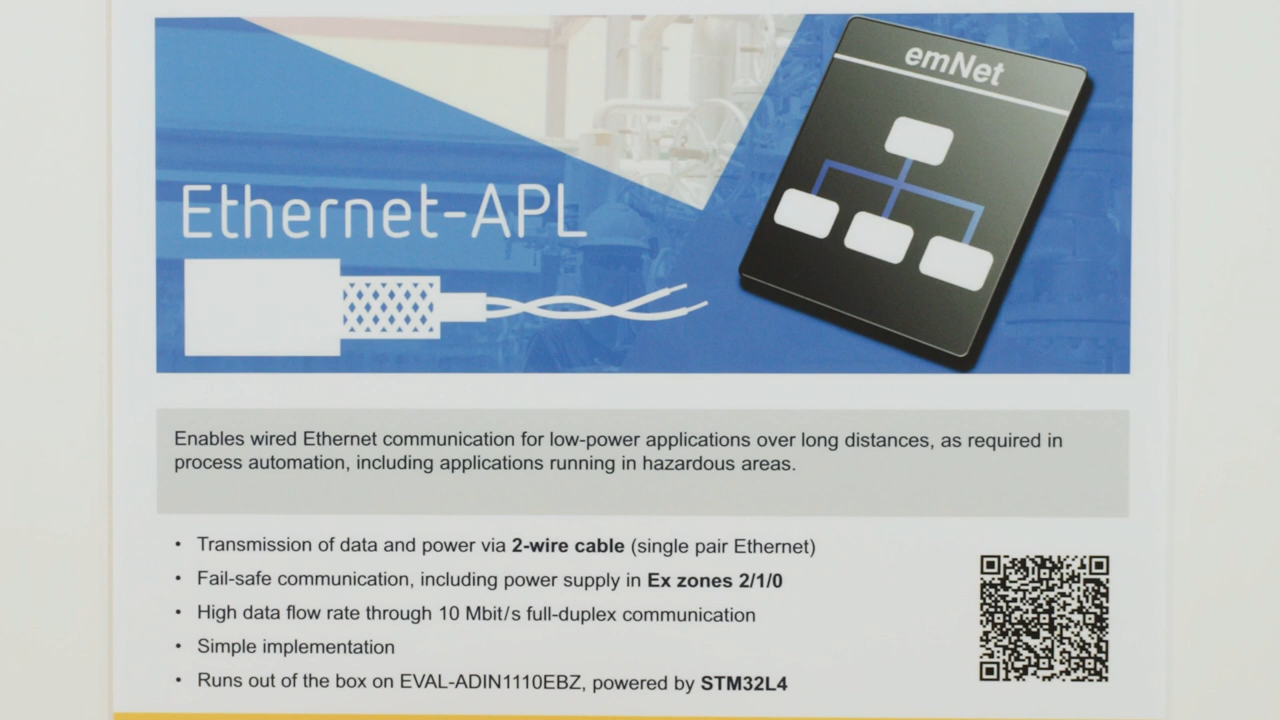 emNet
Ethernet-APL
Enables wired Ethernet communication for low-power applications over long distances, as required in
process automation, including applications running in hazardous areas.
• Transmission of data and power via 2-wire cable (single pair Ethernet)
• Fail-safe communication, including power supply in Ex zones 2/1/0
• High data flow rate through 10 Mbit/s full-duplex communication
• Simple implementation
• Runs out of the box on EVAL-ADIN1110EBZ, powered by STM32L4